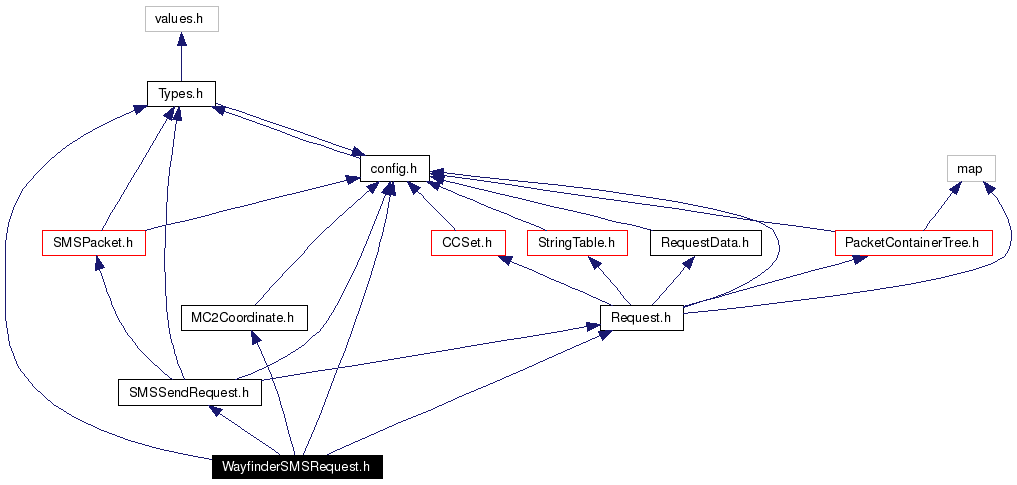 values.h
Types.h
config.h
map
SMSPacket.h
CCSet.h
StringTable.h
RequestData.h
PacketContainerTree.h
MC2Coordinate.h
Request.h
SMSSendRequest.h
WayfinderSMSRequest.h